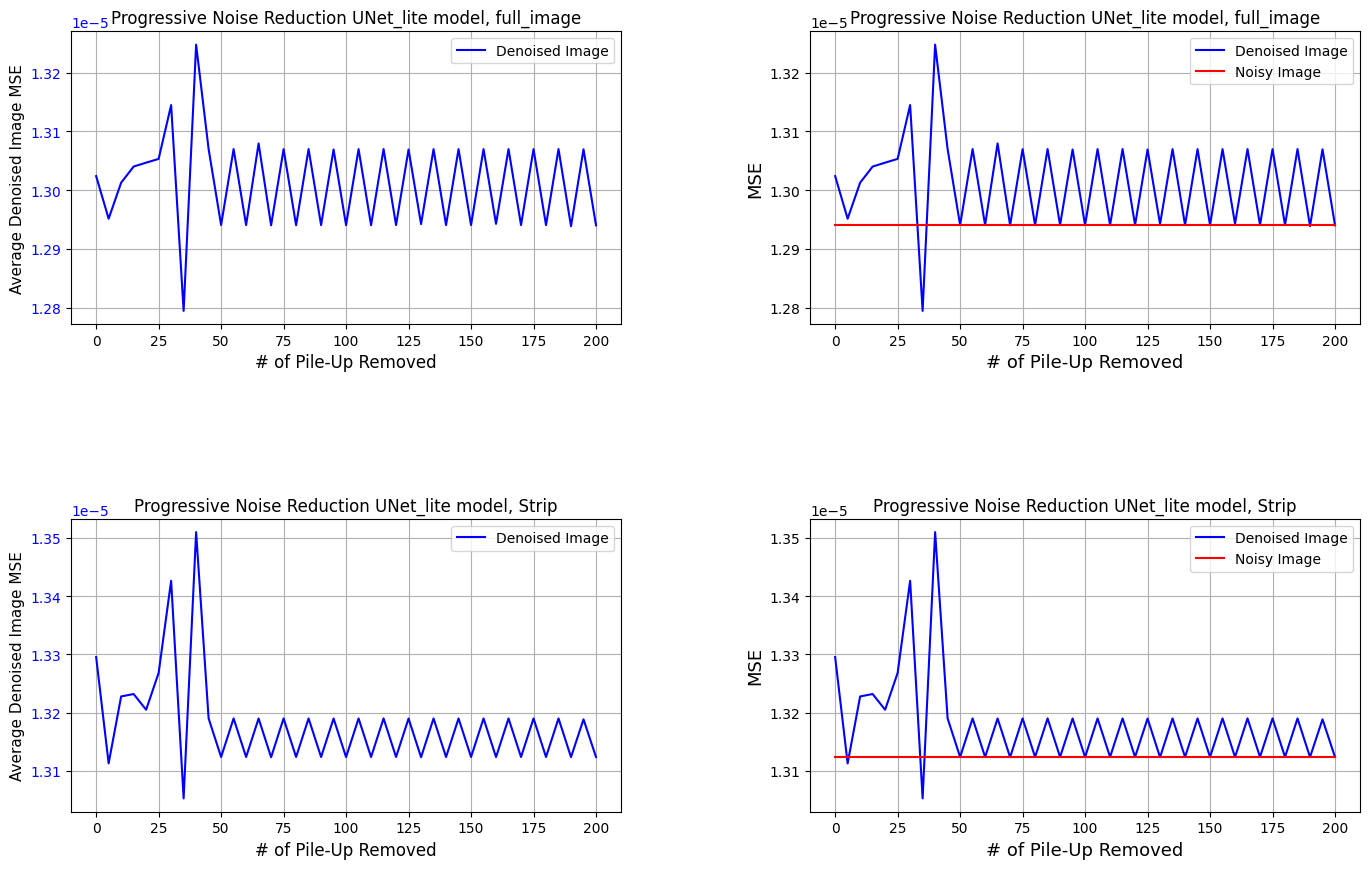 Progressive Noise Reduction UNet_lite model, full_image
1e−5
Denoised Image
Average Denoised Image MSE
1.32
1.31
1.30
1.29
1.28
0 25 50 75 100 125 150 175 200
# of Pile-Up Removed
Progressive Noise Reduction UNet_lite model, full_image
1e−5
Denoised Image
Noisy Image
MSE
1.32
1.31
1.30
1.29
1.28
0 25 50 75 100 125 150 175 200
# of Pile-Up Removed
Progressive Noise Reduction UNet_lite model, Strip
1e−5
Denoised Image
Average Denoised Image MSE
1.35
1.34
1.33
1.32
1.31
0 25 50 75 100 125 150 175 200
# of Pile-Up Removed
Progressive Noise Reduction UNet_lite model, Strip
1e−5
Denoised Image
Noisy Image
MSE
1.35
1.34
1.33
1.32
1.31
0 25 50 75 100 125 150 175 200
# of Pile-Up Removed